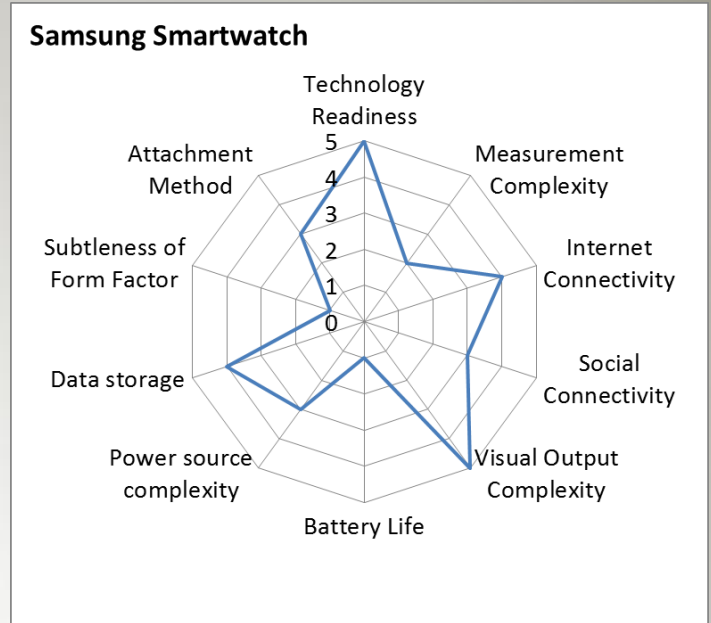 Samsung Smartwatch
Technology
Readiness
5
Attachment
Method
Measurement
Complexity
4
3
Subtleness of
Form Factor
Internet
Connectivity
2
1
0
Data storage
Social
Connectivity
Power source
complexity
Visual Output
Complexity
Battery Life